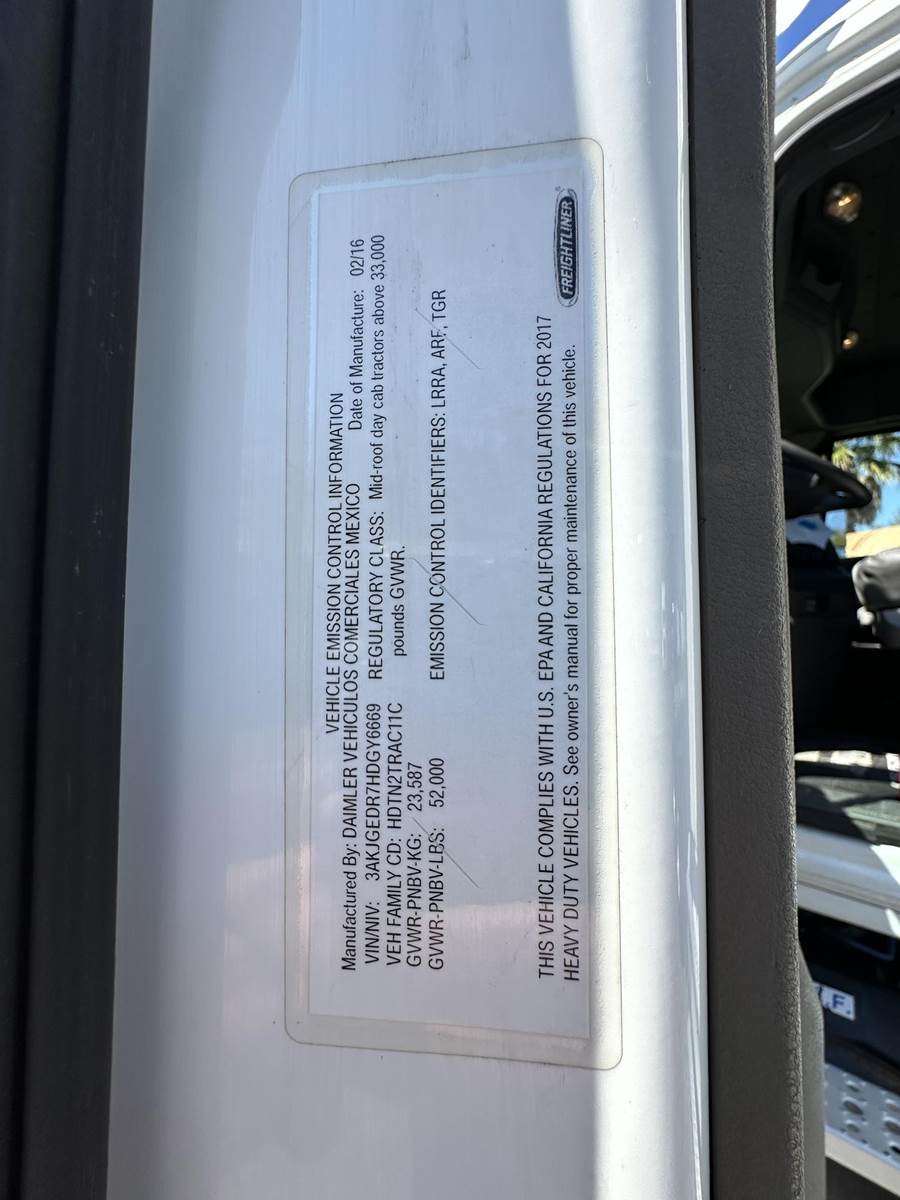 VEHICLE EMISSION CONTROL INFORMATION
Manufactured By: DAIMLER VEHICULOS COMERCIALES MEXICO Date of Manufacture: 02/16
VIN/NIV: 3AKJGEDR7HDGY6669 REGULATORY CLASS: Mid-roof day cab tractors above 33,000
VEH FAMILY CD: HDTN2TRAC11C pounds GVWR.
GVWR-PNBV-KG: 23,587
GVWR-PNBV-LBS: 52,000 EMISSION CONTROL IDENTIFIERS: LRRA, ARF, TGR
THIS VEHICLE COMPLIES WITH U.S. EPA AND CALIFORNIA REGULATIONS FOR 2017
HEAVY DUTY VEHICLES. See owner's manual for proper maintenance of this vehicle.
FREIGHTLINER®